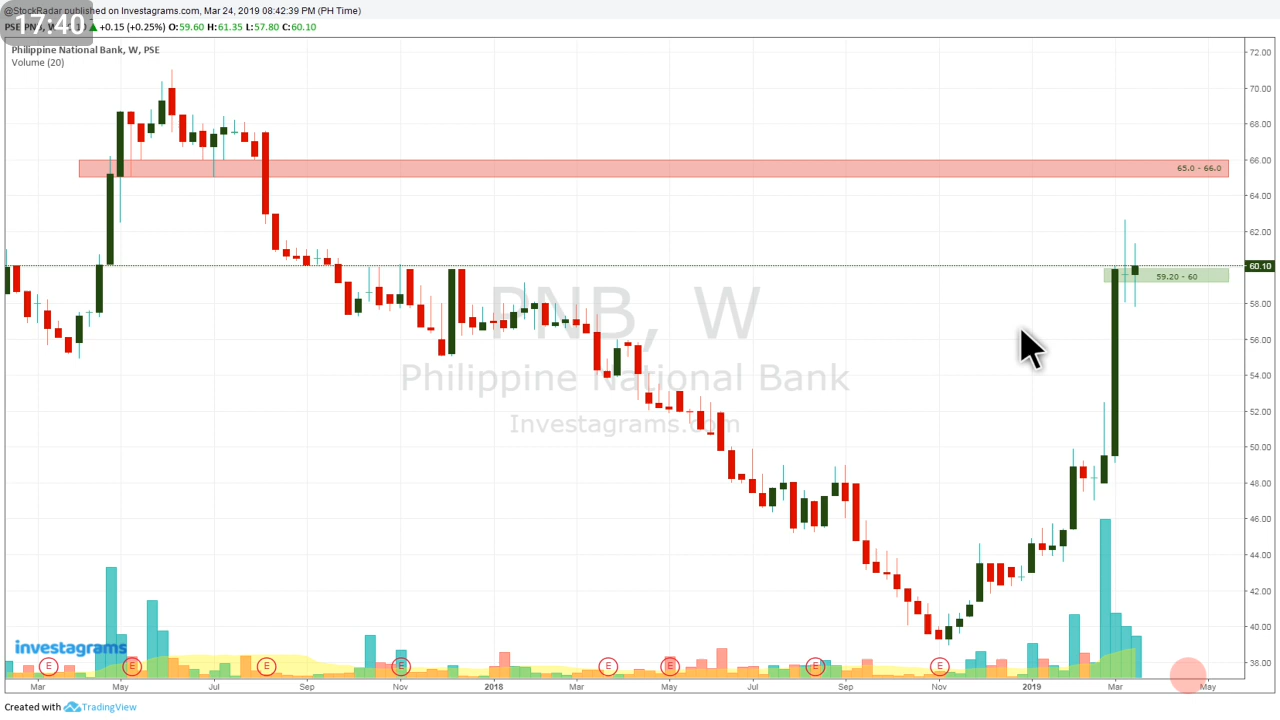 @StockRadar published on Investagrams.com, Mar 24, 2019 08:42:39 PM (PH Time)
17:40
▲ +0.15 (+0.25%) O:59.60 H:61.35 L:57.80 C:60.10
Philippine National Bank, W, PSE
Volume (20)
72.00
70.00
68.00
66.00
65.0 - 66.0
64.00
62.00
60.10
59.20 - 60
58.00
PNB, W
56.00
Philippine National Bank
54.00
52.00
Investagrams.com
50.00
48.00
46.00
44.00
42.00
40.00
investagrams
38.00
E E E E E E E E
Mar May Jul Sep Nov 2018 Mar May Jul Sep Nov 2019 Mar May
Created with TradingView